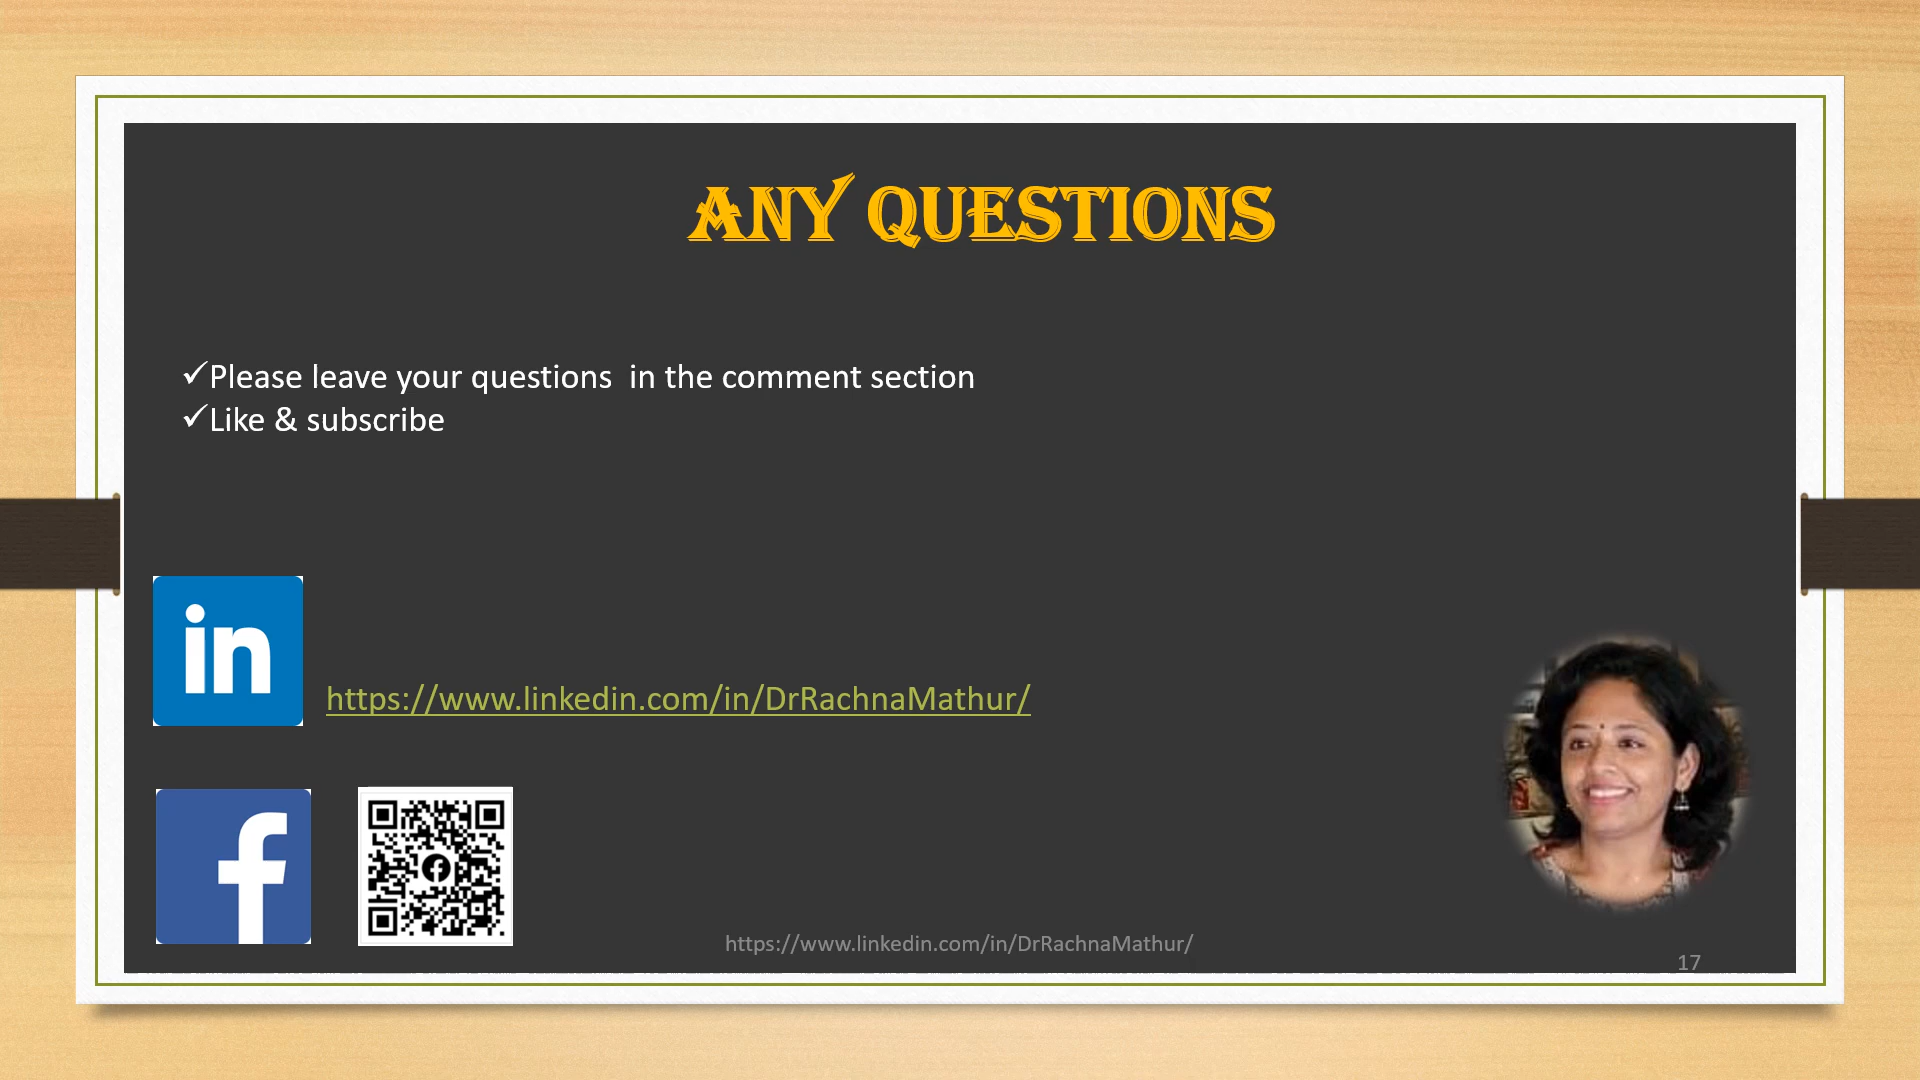 ANY QUESTIONS
✓Please leave your questions  in the comment section
✓Like & subscribe
in
https://www.linkedin.com/in/DrRachnaMathur/
f
https://www.linkedin.com/in/DrRachnaMathur/
17